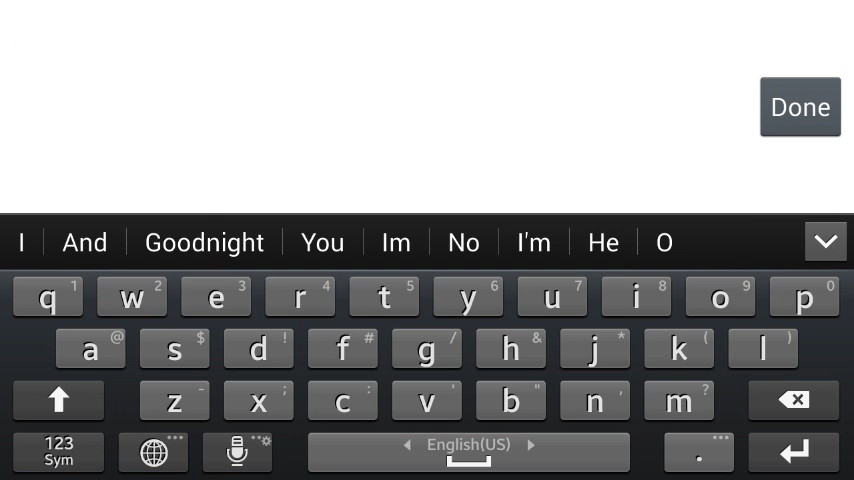 Done
I And Goodnight You Im No I'm He O
q 1 w 2 e 3 r 4 t 5 y 6 u 7 i 8 o 9 p 0
a @ s $ d ! f # g / h & j * k ( l )
z - x ; c : v ' b " n , m ?
123 Sym English(US) .